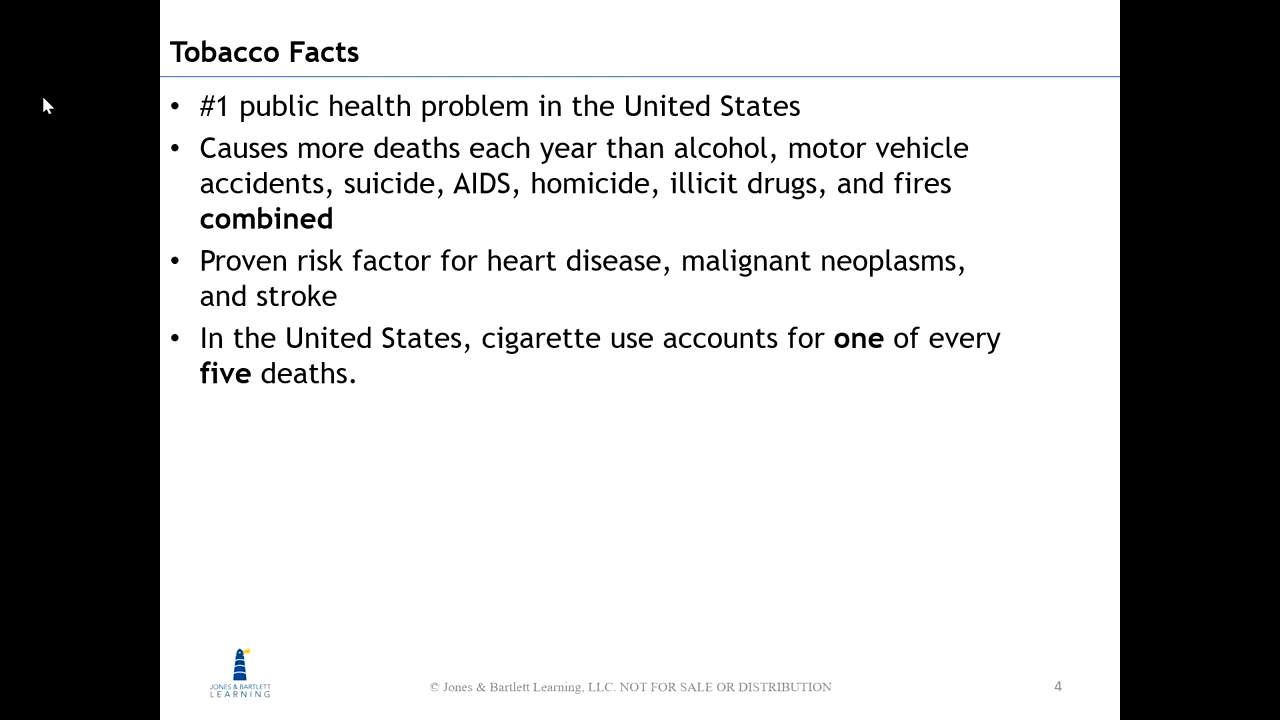 Tobacco Facts
• #1 public health problem in the United States
• Causes more deaths each year than alcohol, motor vehicle
accidents, suicide, AIDS, homicide, illicit drugs, and fires
combined
• Proven risk factor for heart disease, malignant neoplasms,
and stroke
• In the United States, cigarette use accounts for one of every
five deaths.
JONES & BARTLETT
LEARNING
© Jones & Bartlett Learning, LLC. NOT FOR SALE OR DISTRIBUTION
4